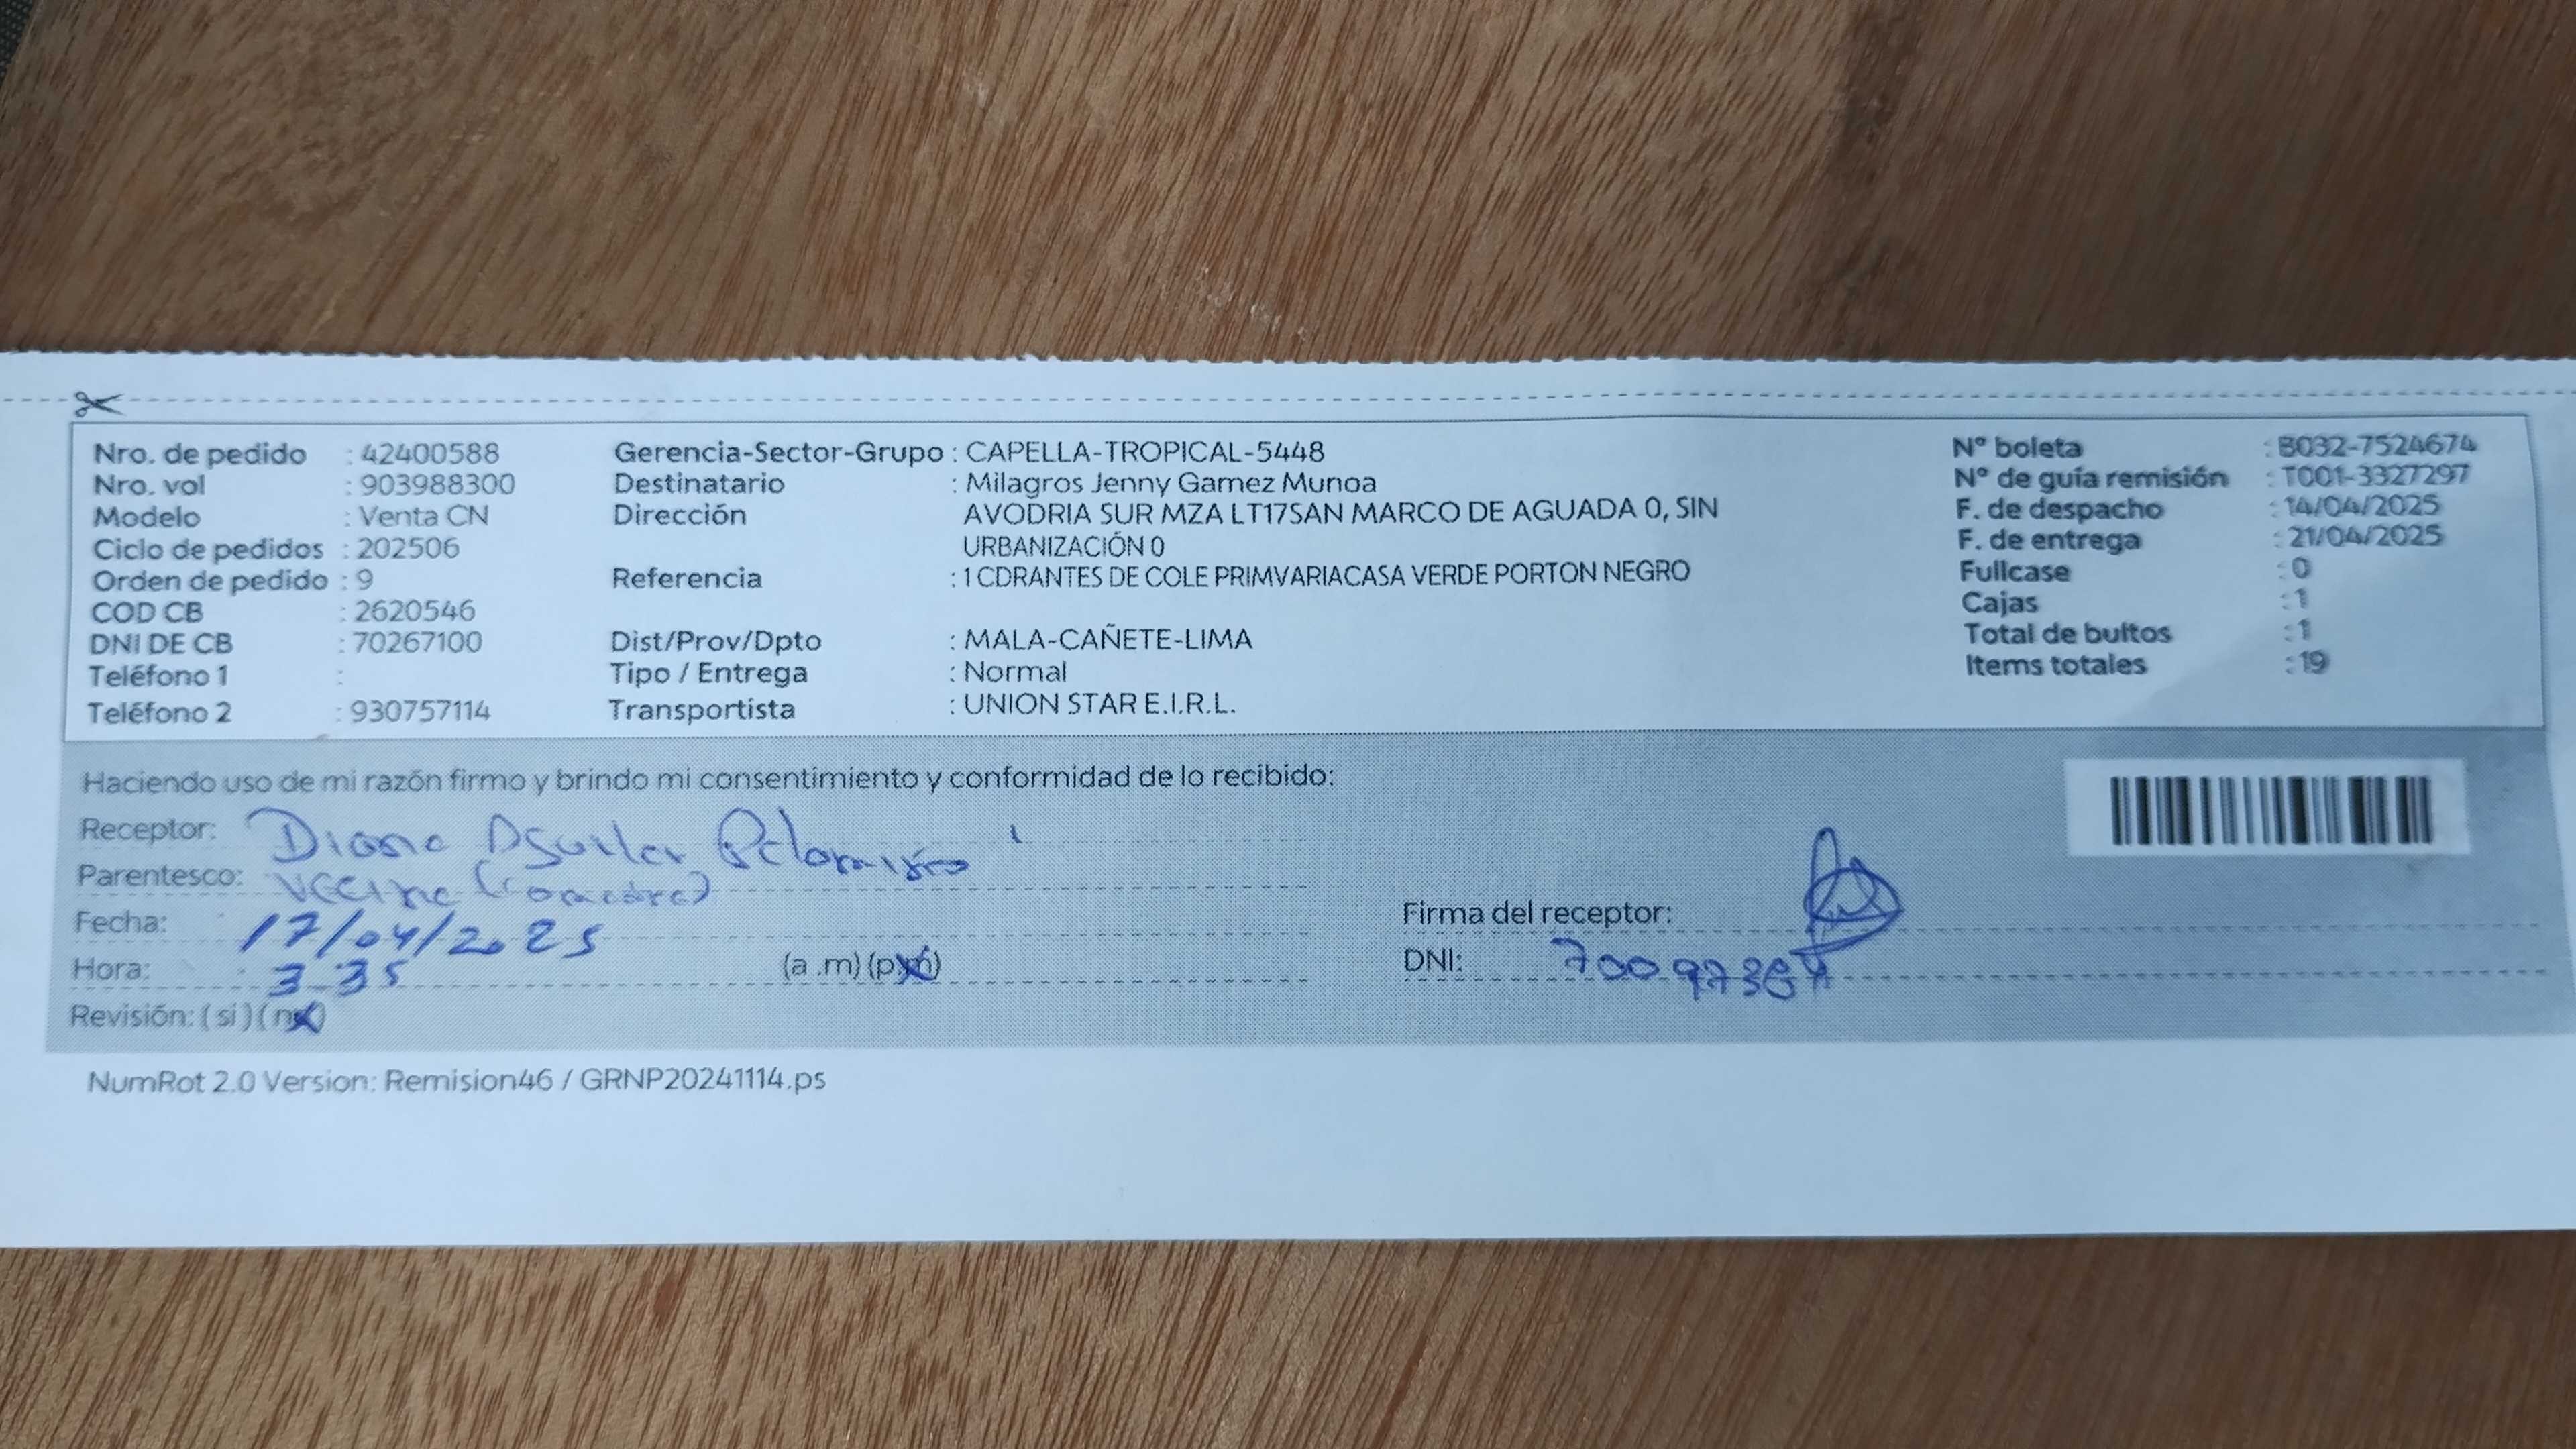 Nro. de pedido : 42400588 Gerencia-Sector-Grupo : CAPELLA-TROPICAL-5448 N° boleta : B032-7524674
Nro. vol : 903988300 Destinatario : Milagros Jenny Gamez Munoa N° de guía remisión : T001-3327297
Modelo : Venta CN Dirección AVODRIA SUR MZA LT17SAN MARCO DE AGUADA 0, SIN F. de despacho : 14/04/2025
Ciclo de pedidos : 202506 URBANIZACIÓN 0 F. de entrega : 21/04/2025
Orden de pedido : 9 Referencia : 1 CDRANTES DE COLE PRIMVARIACASA VERDE PORTON NEGRO Fullcase : 0
COD CB : 2620546 Cajas : 1
DNI DE CB : 70267100 Dist/Prov/Dpto : MALA-CAÑETE-LIMA Total de bultos : 1
Teléfono 1 : Tipo / Entrega : Normal Items totales : 19
Teléfono 2 : 930757114 Transportista : UNION STAR E.I.R.L.
Haciendo uso de mi razón firmo y brindo mi consentimiento y conformidad de lo recibido:
Receptor: Diana Aguilar Palomino
Parentesco: vecina (comadre)
Fecha: 17/04/2025 Firma del receptor:
Hora: 3:35 (a .m) (p.m) DNI:
Revisión: ( si ) ( no )
NumRot 2.0 Version: Remision46 / GRNP20241114.ps